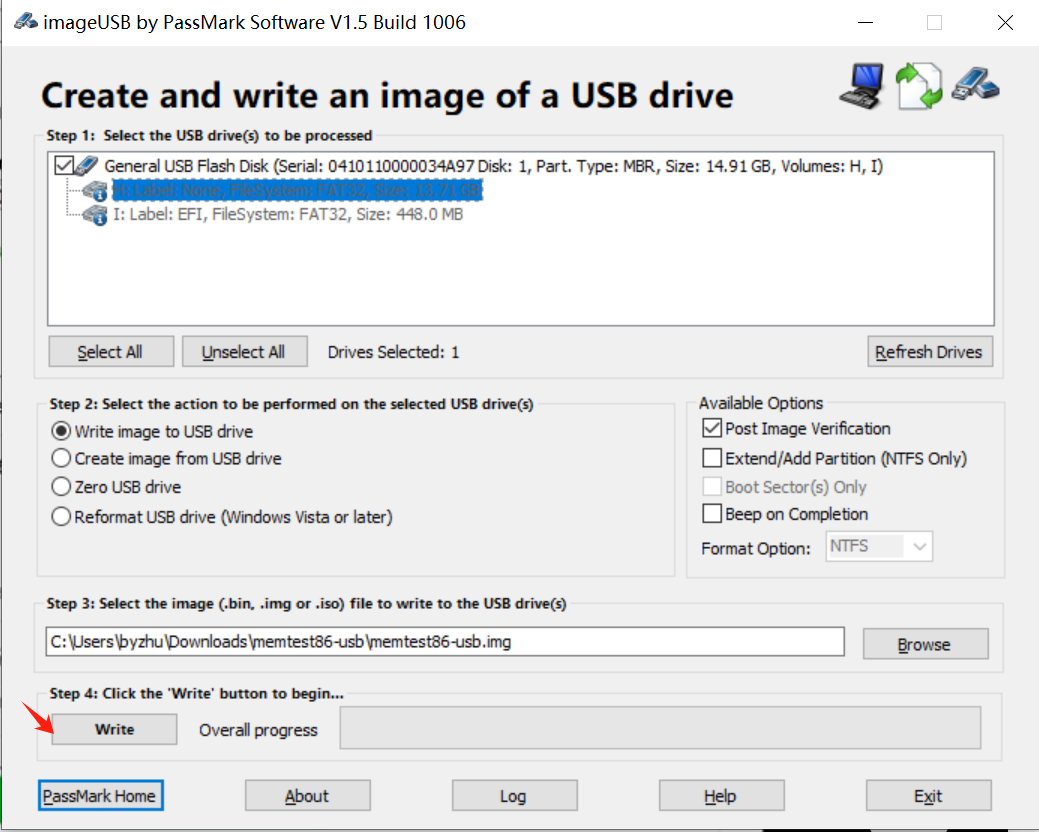 imageUSB by PassMark Software V1.5 Build 1006
Create and write an image of a USB drive
Step 1: Select the USB drive(s) to be processed
General USB Flash Disk (Serial: 0410110000034A97 Disk: 1, Part. Type: MBR, Size: 14.91 GB, Volumes: H, I)
H: Label: None, FileSystem: FAT32, Size: 13.71 GB
I: Label: EFI, FileSystem: FAT32, Size: 448.0 MB
Select All
Unselect All
Drives Selected: 1
Refresh Drives
Step 2: Select the action to be performed on the selected USB drive(s)
Write image to USB drive
Create image from USB drive
Zero USB drive
Reformat USB drive (Windows Vista or later)
Available Options
Post Image Verification
Extend/Add Partition (NTFS Only)
Boot Sector(s) Only
Beep on Completion
Format Option: NTFS
Step 3: Select the image (.bin, .img or .iso) file to write to the USB drive(s)
C:\Users\byzhu\Downloads\memtest86-usb\memtest86-usb.img
Browse
Step 4: Click the 'Write' button to begin...
Write
Overall progress
PassMark Home
About
Log
Help
Exit